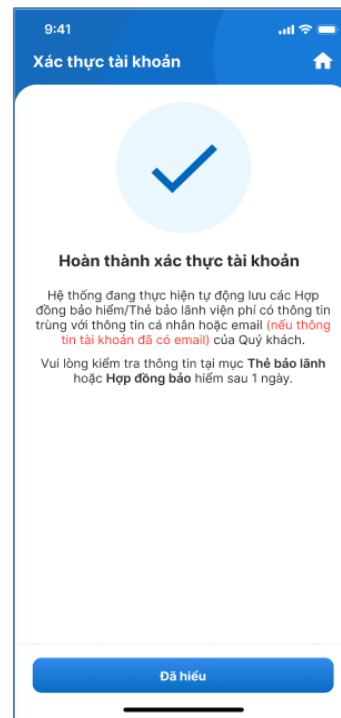 9:41
Xác thực tài khoản
Hoàn thành xác thực tài khoản
Hệ thống đang thực hiện tự động lưu các Hợp
đồng bảo hiểm/Thẻ bảo lãnh viện phí có thông tin
trùng với thông tin cá nhân hoặc email (nếu thông
tin tài khoản đã có email) của Quý khách.
Vui lòng kiểm tra thông tin tại mục Thẻ bảo lãnh
hoặc Hợp đồng bảo hiểm sau 1 ngày.
Đã hiểu